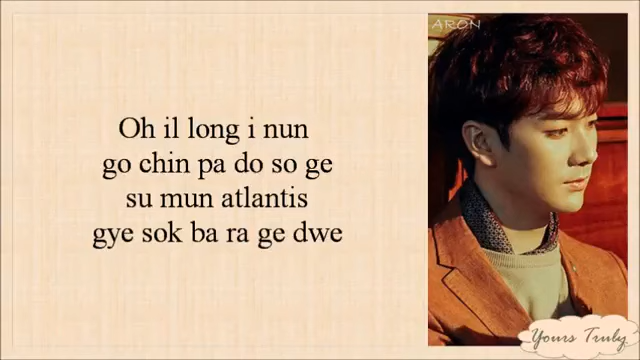 ARON
Oh il long i nun
go chin pa do so ge
su mun atlantis
gye sok ba ra ge dwe
Yours Truly